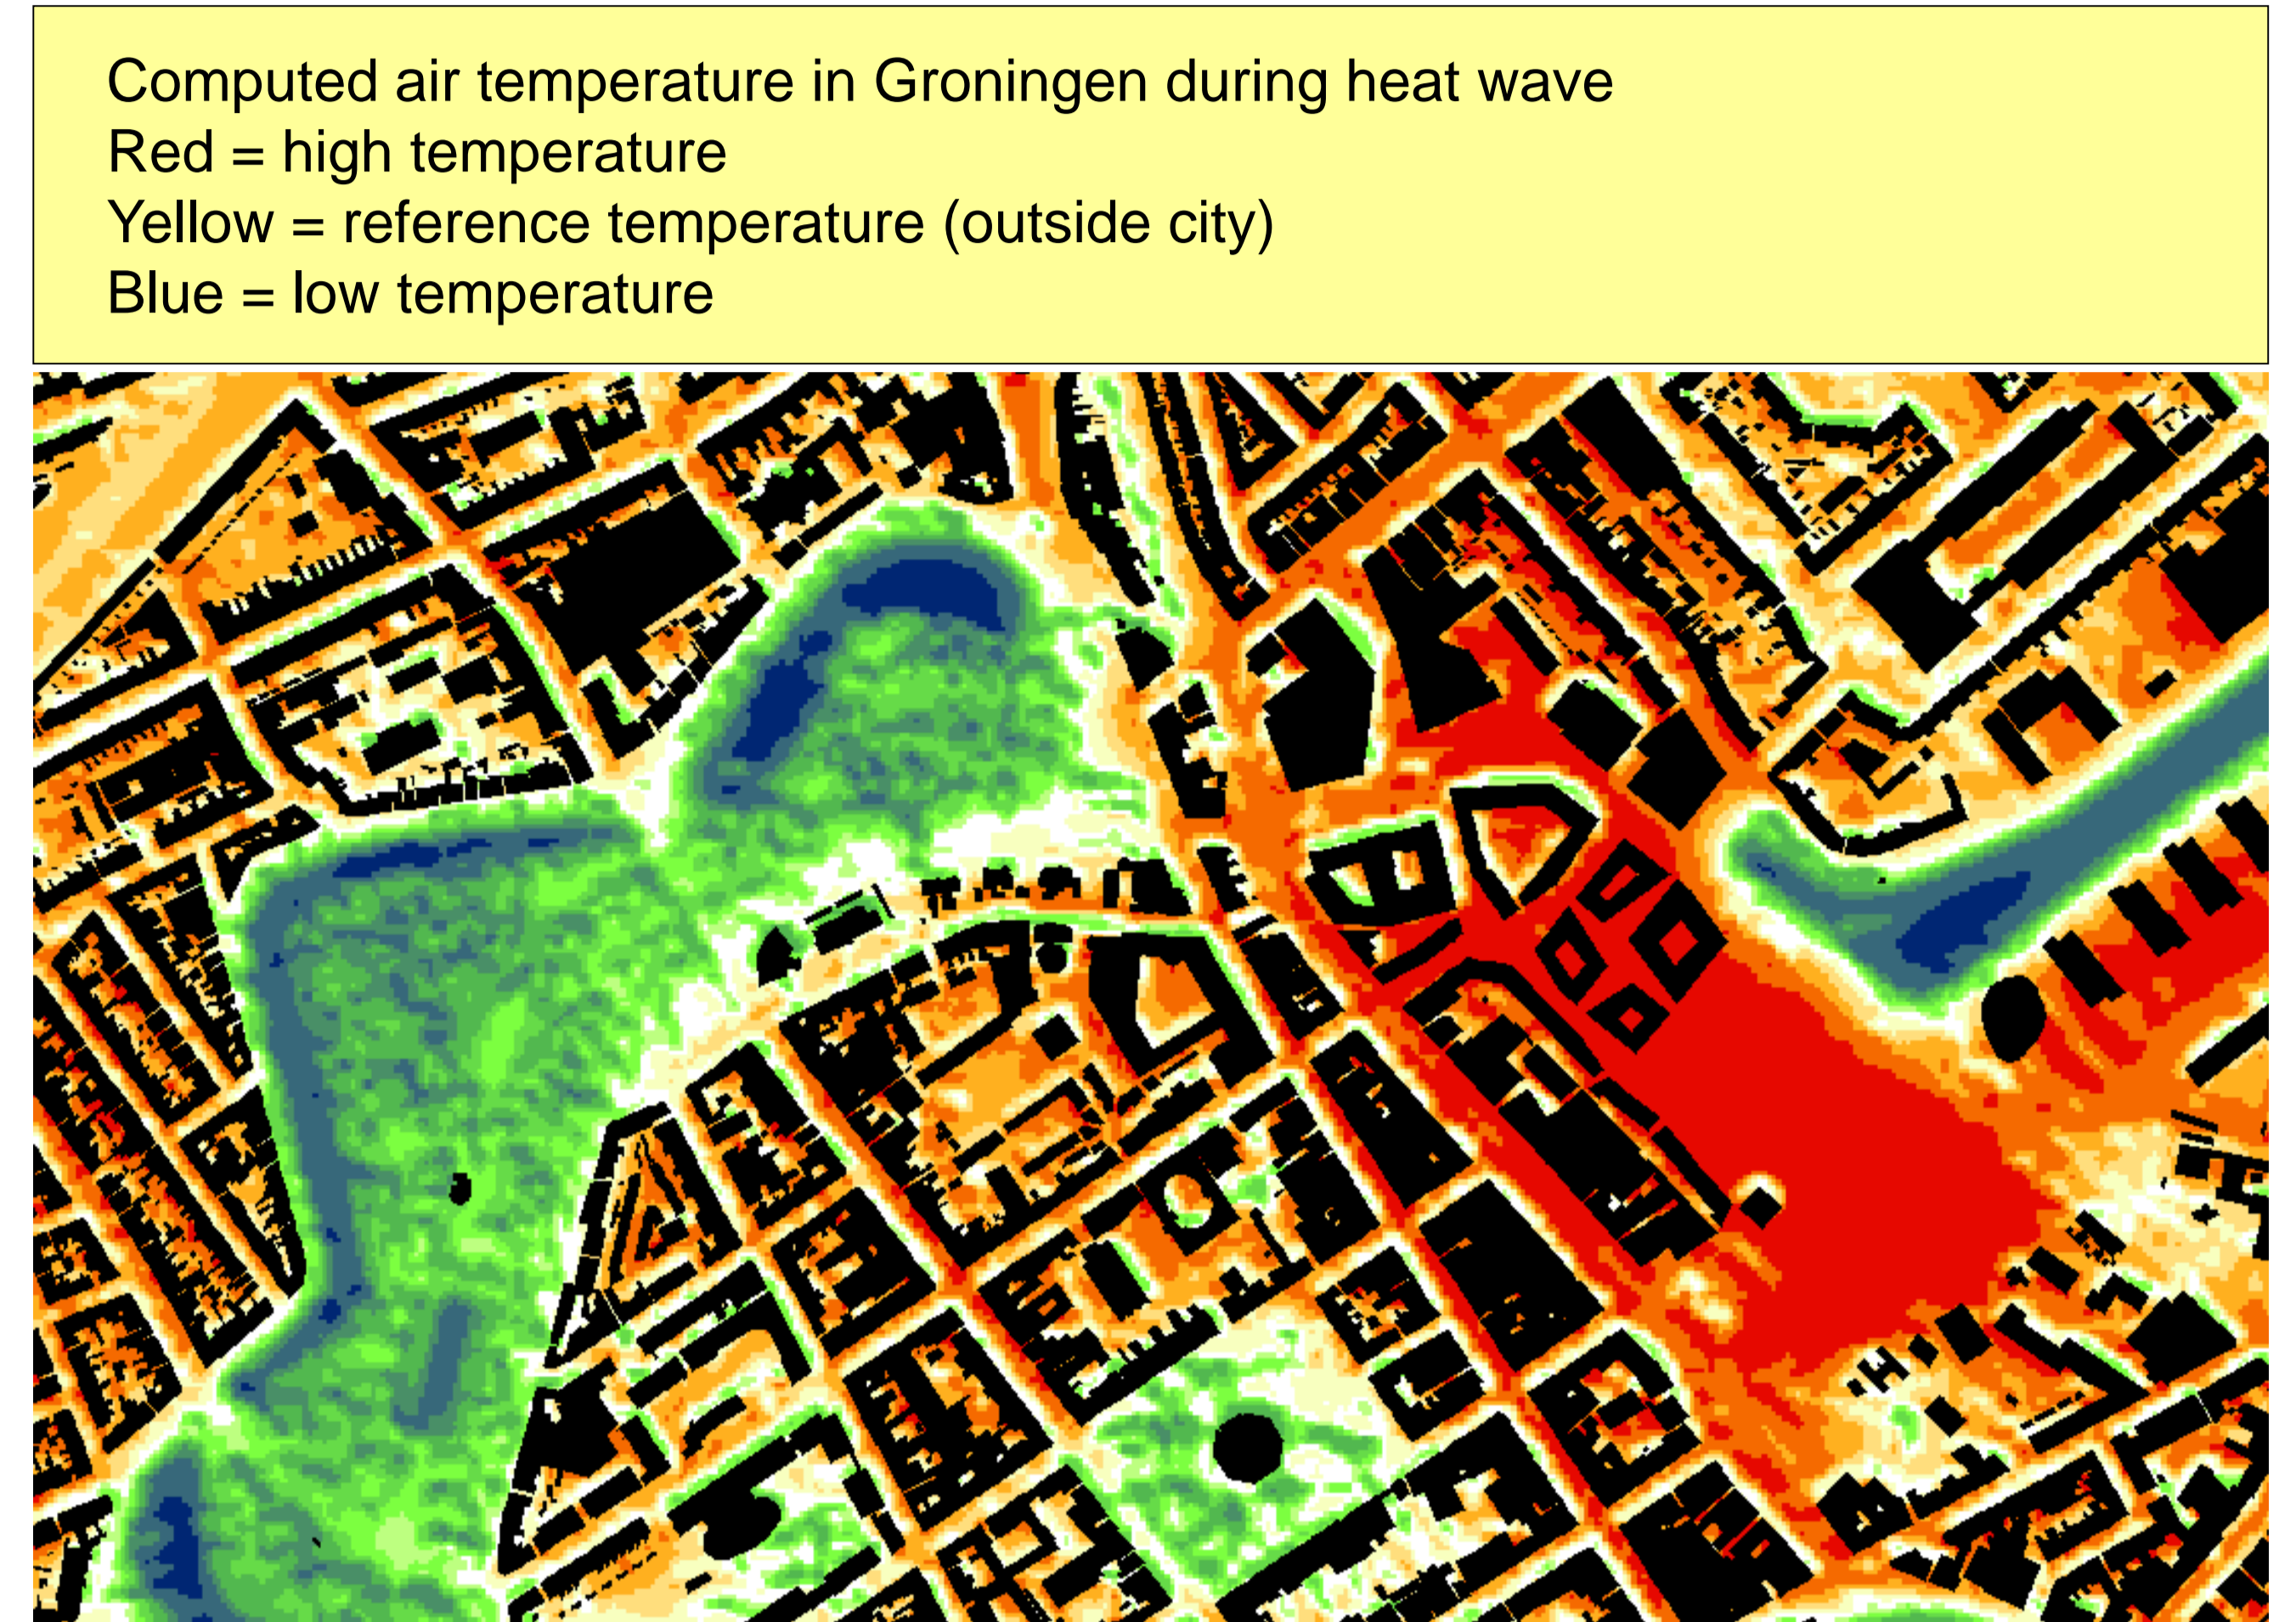 Computed air temperature in Groningen during heat wave
Red = high temperature
Yellow = reference temperature (outside city)
Blue = low temperature